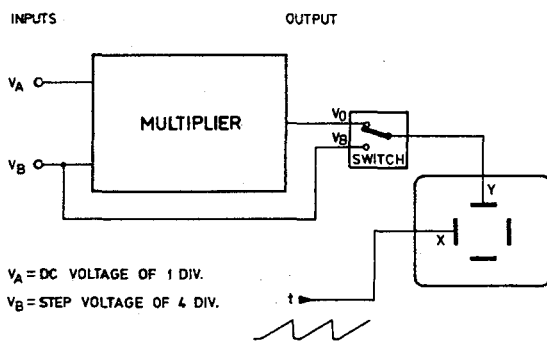 INPUTS
OUTPUT
VA
MULTIPLIER
VO
VB
VB
SWITCH
Y
X
VA = DC VOLTAGE OF 1 DIV.
VB = STEP VOLTAGE OF 4 DIV.
t